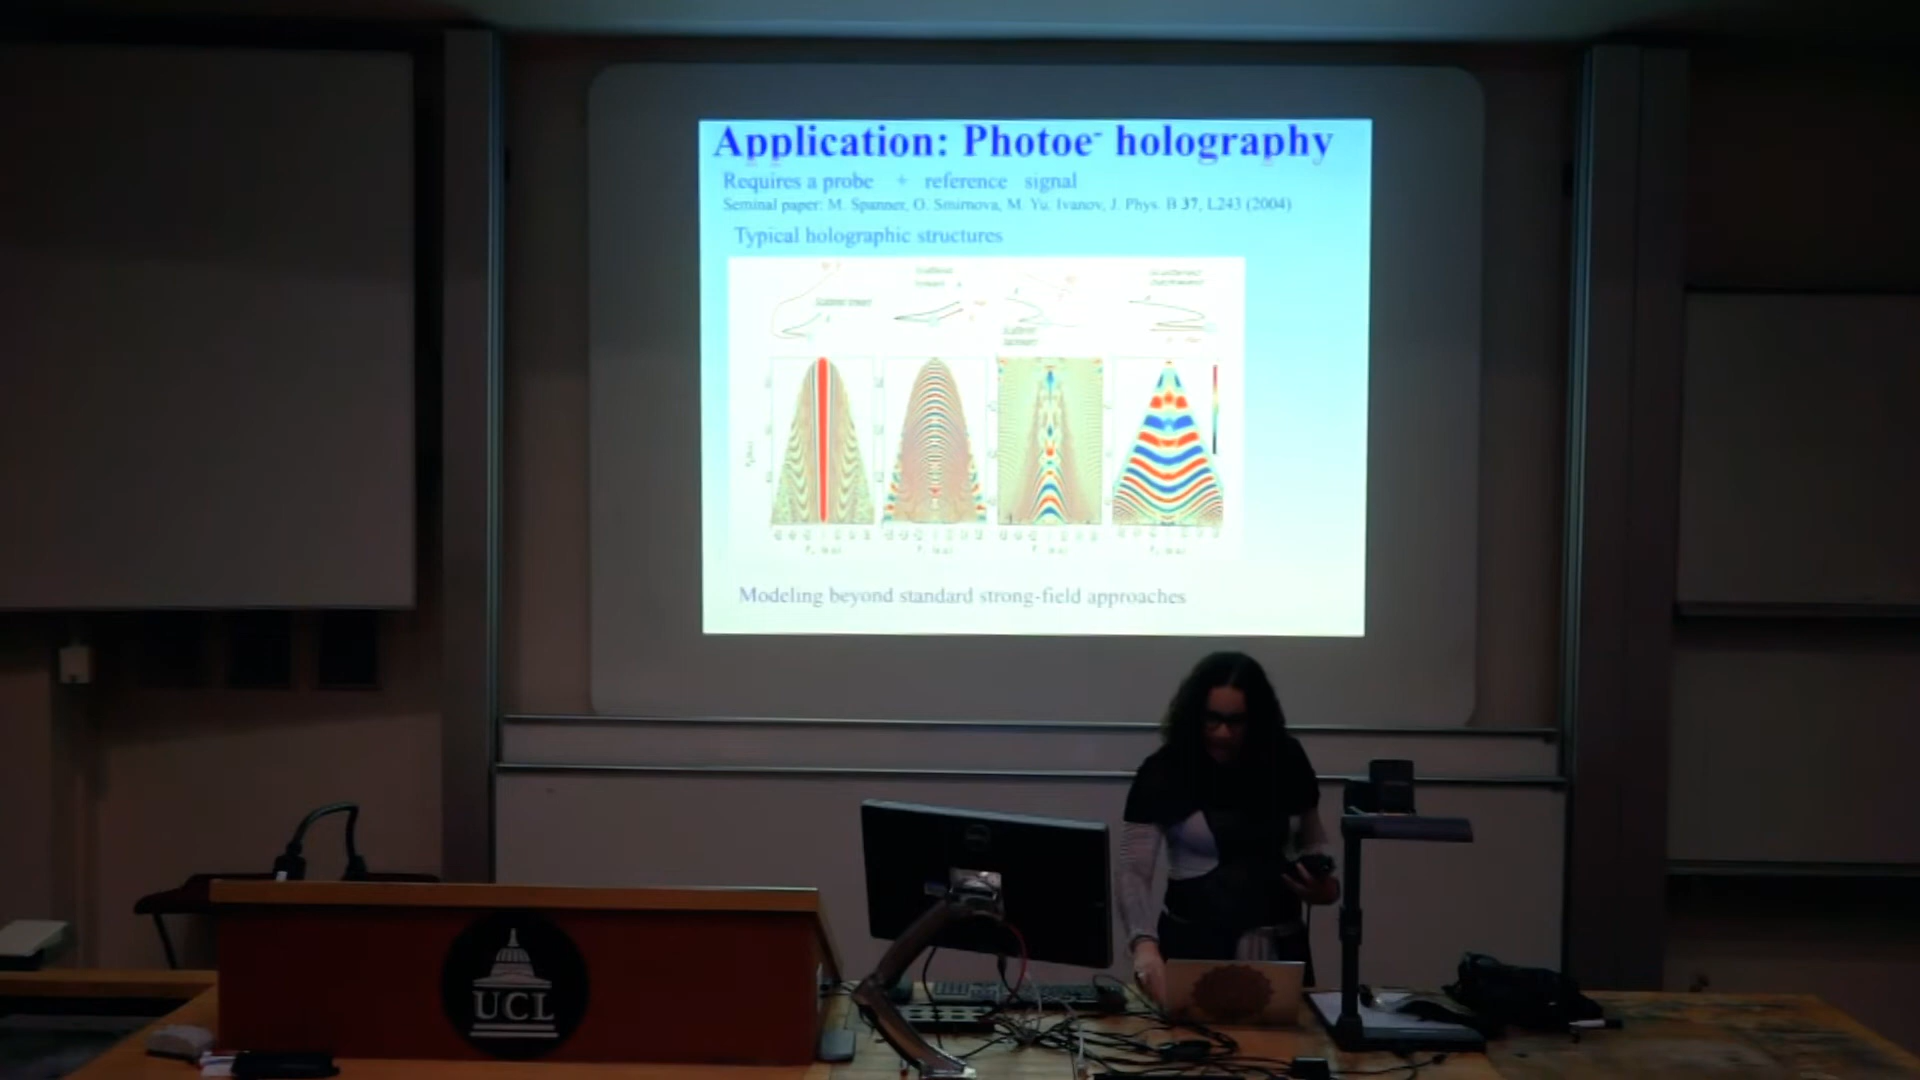 Application: Photoe- holography
Requires a probe + reference signal
Seminal paper: M. Spanner, O. Smirnova, M. Yu. Ivanov, J. Phys. B 37, L243 (2004)
Typical holographic structures
Modeling beyond standard strong-field approaches
UCL